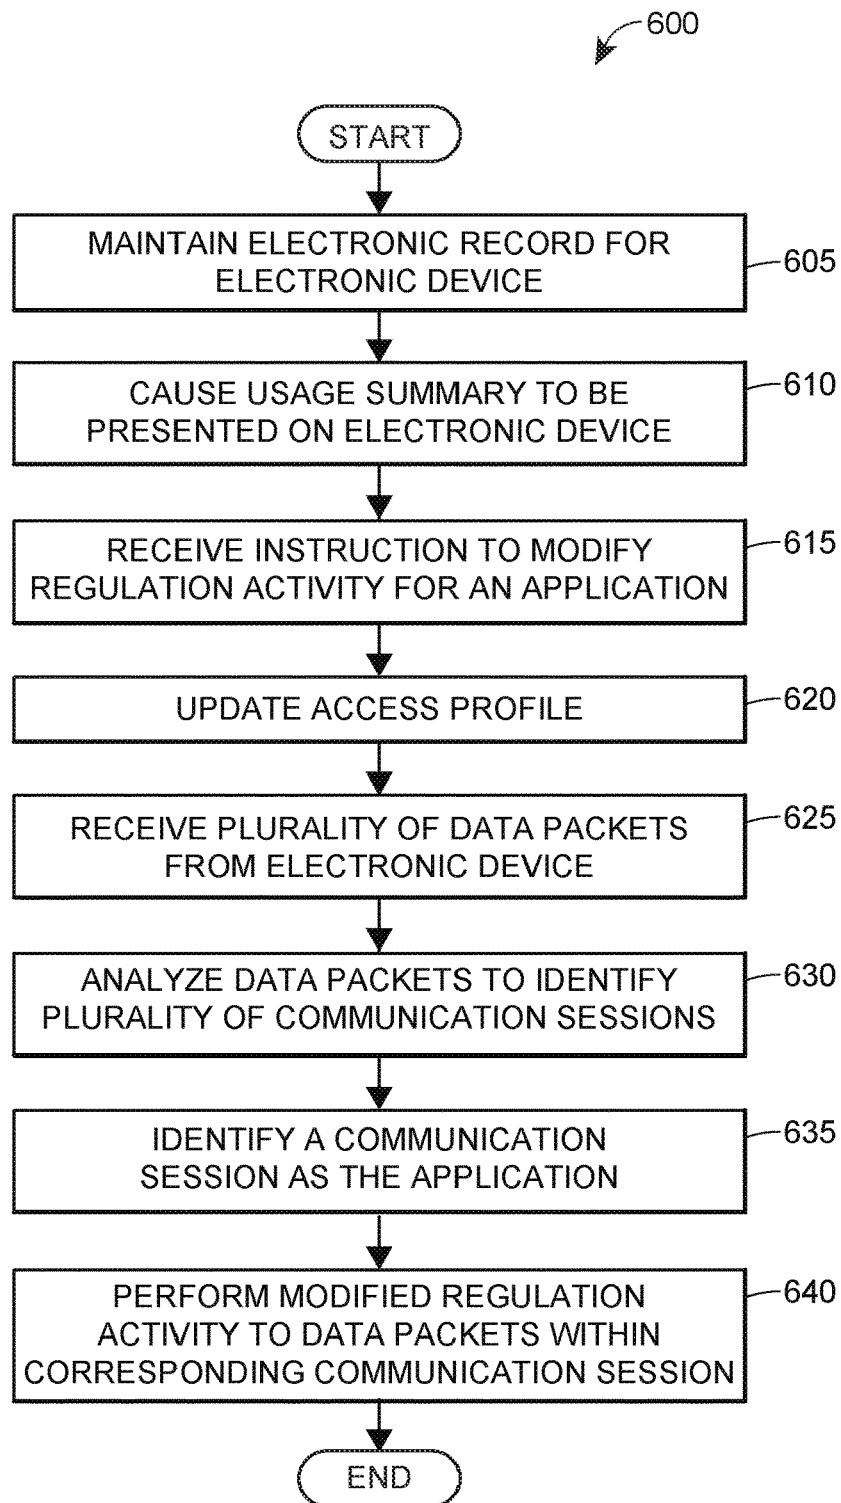 600
START
MAINTAIN ELECTRONIC RECORD FOR
ELECTRONIC DEVICE
605
CAUSE USAGE SUMMARY TO BE
PRESENTED ON ELECTRONIC DEVICE
610
RECEIVE INSTRUCTION TO MODIFY
REGULATION ACTIVITY FOR AN APPLICATION
615
UPDATE ACCESS PROFILE
620
RECEIVE PLURALITY OF DATA PACKETS
FROM ELECTRONIC DEVICE
625
ANALYZE DATA PACKETS TO IDENTIFY
PLURALITY OF COMMUNICATION SESSIONS
630
IDENTIFY A COMMUNICATION
SESSION AS THE APPLICATION
635
PERFORM MODIFIED REGULATION
ACTIVITY TO DATA PACKETS WITHIN
CORRESPONDING COMMUNICATION SESSION
640
END